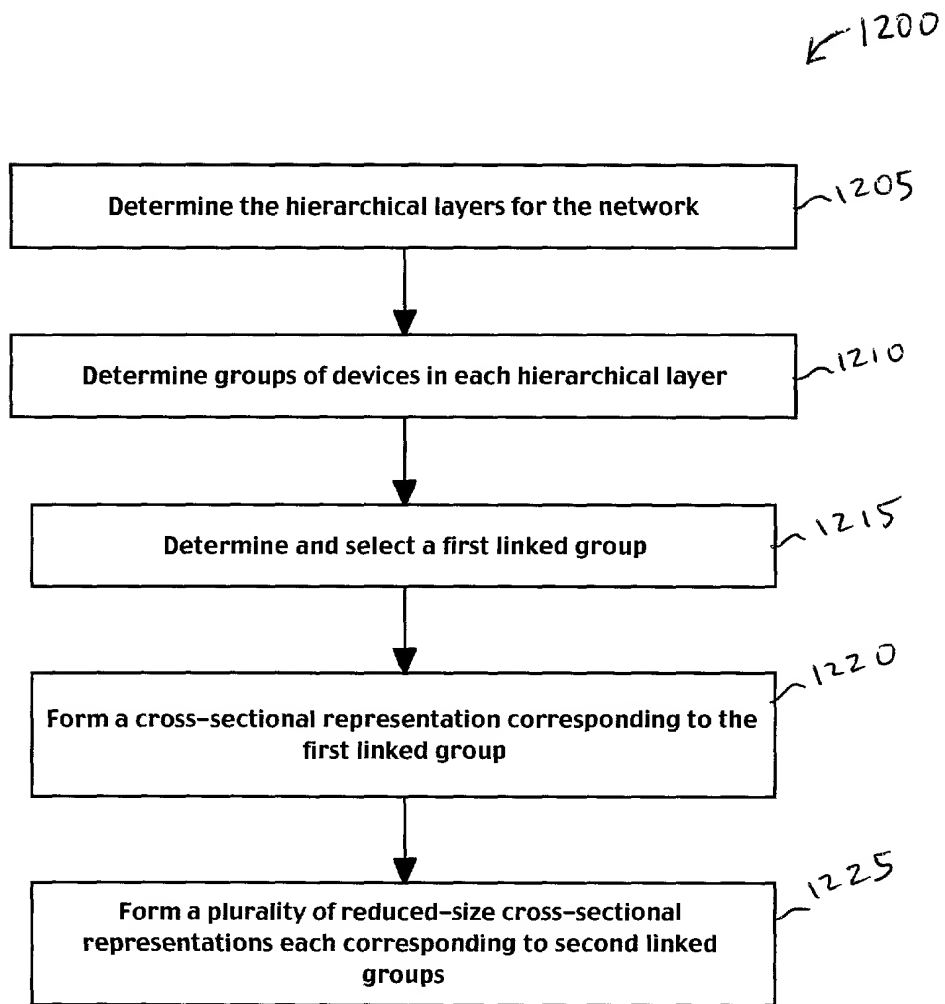 1200
Determine the hierarchical layers for the network
1205
Determine groups of devices in each hierarchical layer
1210
Determine and select a first linked group
1215
Form a cross-sectional representation corresponding to the
first linked group
1220
Form a plurality of reduced-size cross-sectional
representations each corresponding to second linked
groups
1225